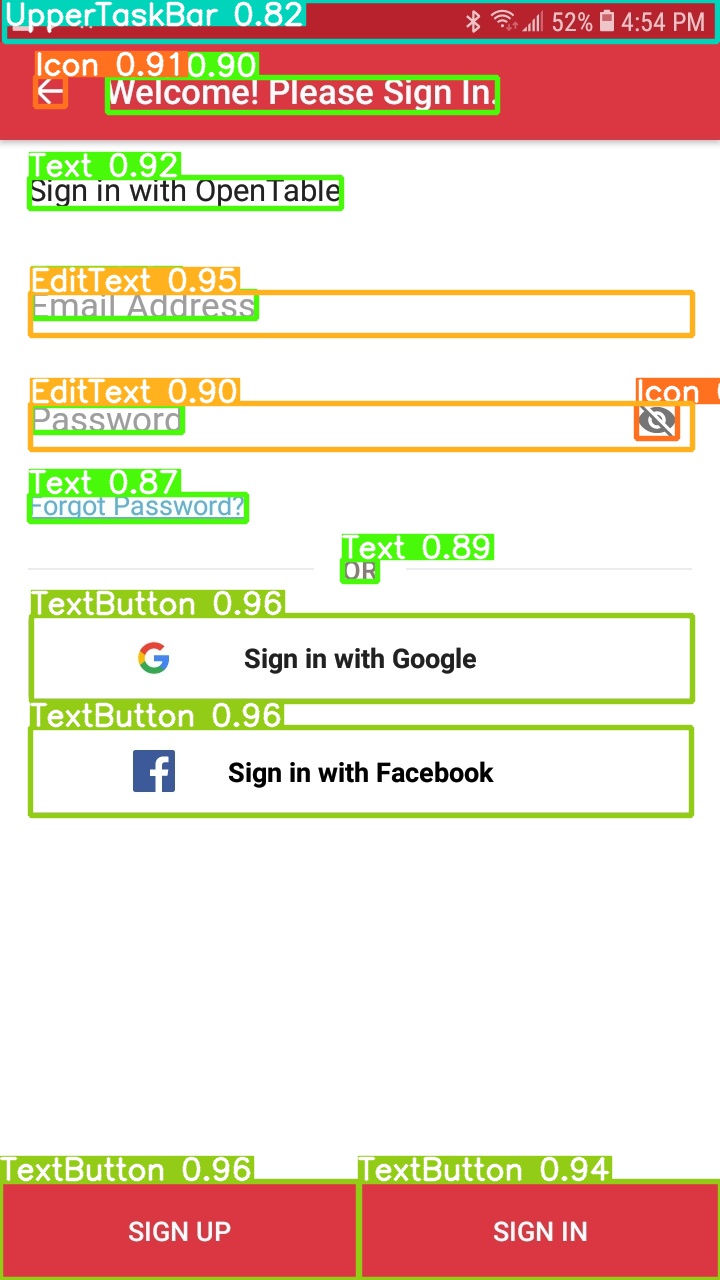 UpperTaskBar 0.82
52% 4:54 PM
Icon 0.91 0.90
Welcome! Please Sign In.
Text 0.92
Sign in with OpenTable
EditText 0.95
Email Address
EditText 0.90 Icon
Password
Text 0.87
Forgot Password?
Text 0.89
OR
TextButton 0.96
Sign in with Google
TextButton 0.96
f Sign in with Facebook
TextButton 0.96 TextButton 0.94
SIGN UP SIGN IN